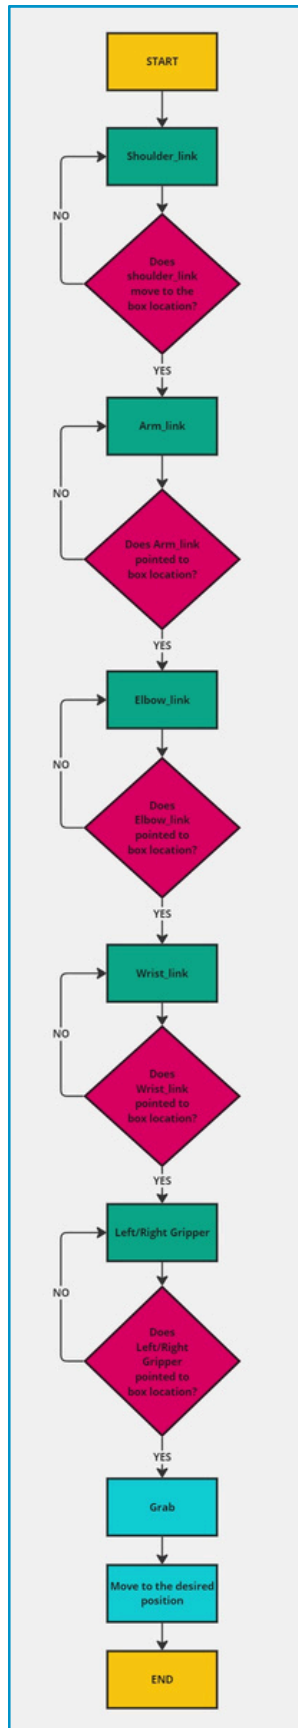 START
Shoulder_link
NO
Does
shoulder_link
move to the
box location?
YES
Arm_link
NO
Does Arm_link
pointed to
box location?
YES
Elbow_link
NO
Does
Elbow_link
pointed to
box location?
YES
Wrist_link
NO
Does
Wrist_link
pointed to
box location?
YES
Left/Right Gripper
NO
Does
Left/Right
Gripper
pointed to
box location?
YES
Grab
Move to the desired
position
END